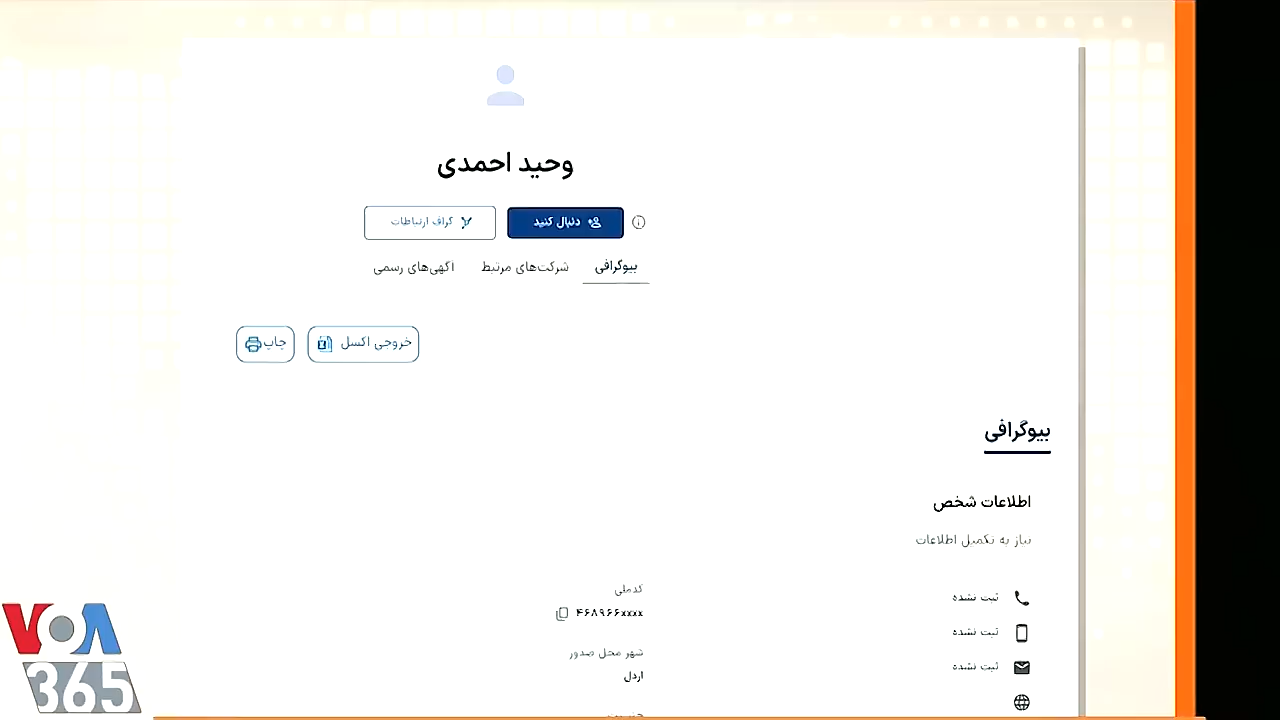 وحید احمدی
دنبال کنید
گراف ارتباطات
بیوگرافی
شرکت‌های مرتبط
آگهی‌های رسمی
خروجی اکسل
چاپ
بیوگرافی
اطلاعات شخص
نیاز به تکمیل اطلاعات
ثبت نشده
ثبت نشده
ثبت نشده
کدملی
۴۶۸۹۶۶xxxx
شهر محل صدور
اردل
VOA
365